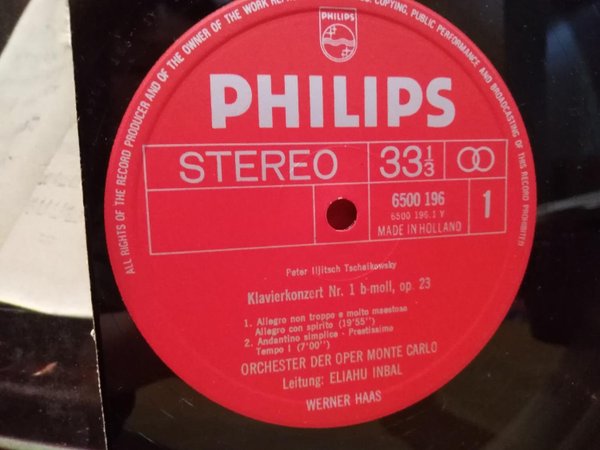 ALL RIGHTS OF THE RECORD PRODUCER AND OF THE OWNER OF THE WORK COPYING, PUBLIC PERFORMANCE AND BROADCASTING OF THIS RECORD PROHIBITED
PHILIPS
PHILIPS
STEREO 33⅓
6500 196
6500 196.1 Y
MADE IN HOLLAND
1
Peter Iljitsch Tschaikowsky
Klavierkonzert Nr. 1 b-moll, op. 23
1. Allegro non troppo e molto maestoso
Allegro con spirito (19'55'')
2. Andantino simplice - Prestissimo
Tempo I (7'00'')
ORCHESTER DER OPER MONTE CARLO
Leitung: ELIAHU INBAL
WERNER HAAS